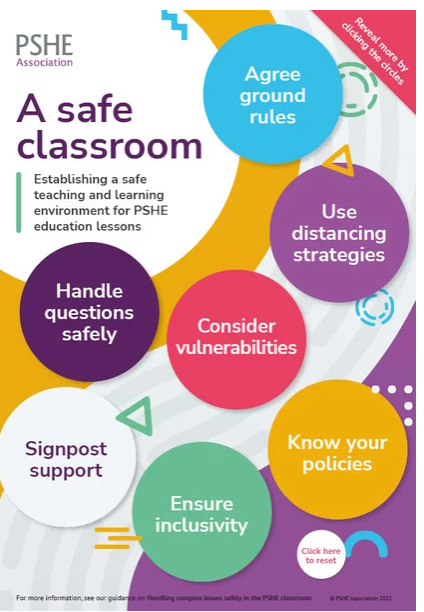 PSHE
Association
Reveal more by
clicking the circles
A safe
classroom
Establishing a safe
teaching and learning
environment for PSHE
education lessons
Agree
ground
rules
Use
distancing
strategies
Handle
questions
safely
Consider
vulnerabilities
Know your
policies
Signpost
support
Ensure
inclusivity
Click here
to reset
For more information, see our guidance on Handling complex issues safely in the PSHE classroom
© PSHE Association 2022